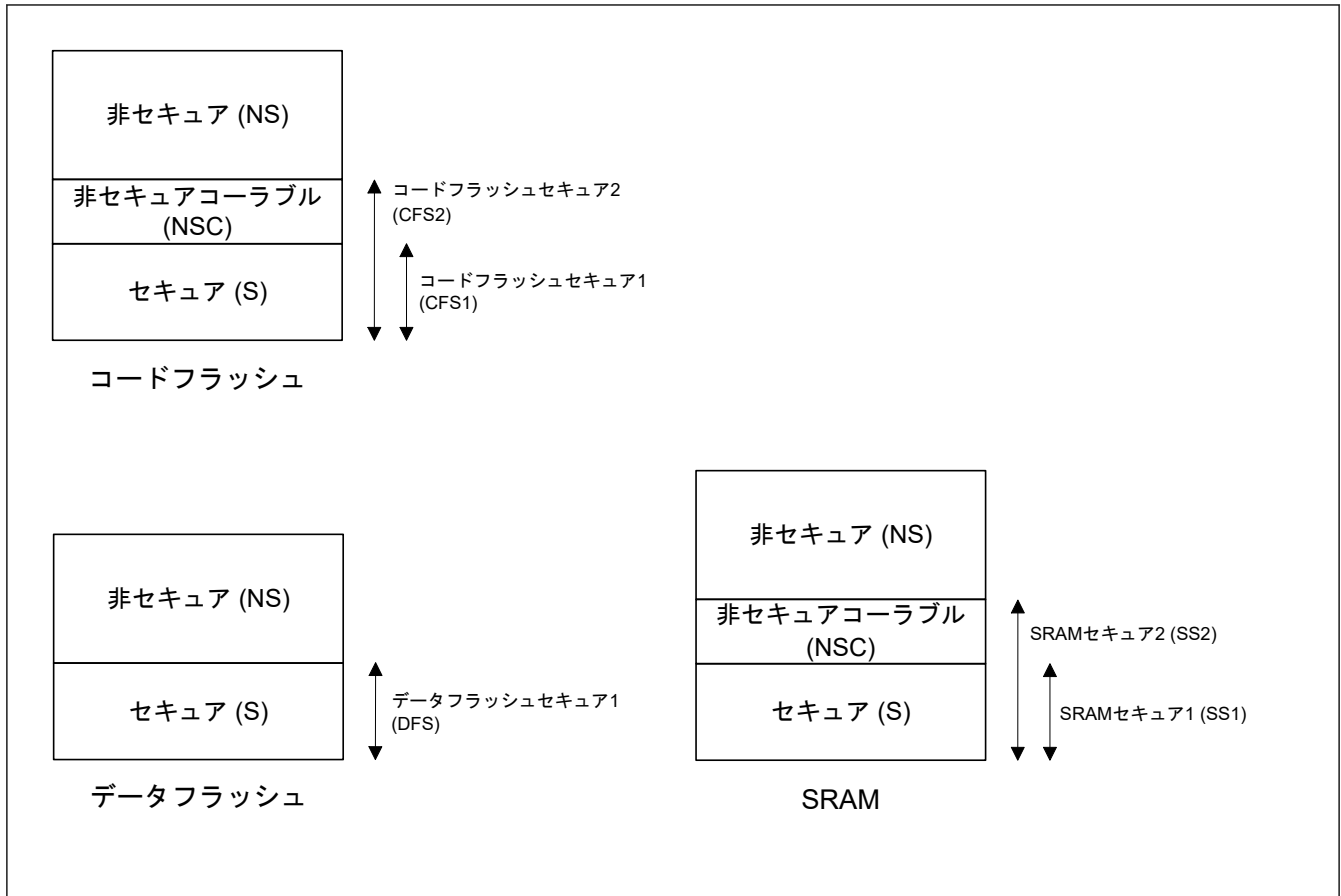 非セキュア (NS)
非セキュアコーラブル
(NSC)
セキュア (S)
コードフラッシュセキュア2
(CFS2)
コードフラッシュセキュア1
(CFS1)
コードフラッシュ
非セキュア (NS)
セキュア (S)
データフラッシュセキュア1
(DFS)
データフラッシュ
非セキュア (NS)
非セキュアコーラブル
(NSC)
セキュア (S)
SRAMセキュア2 (SS2)
SRAMセキュア1 (SS1)
SRAM